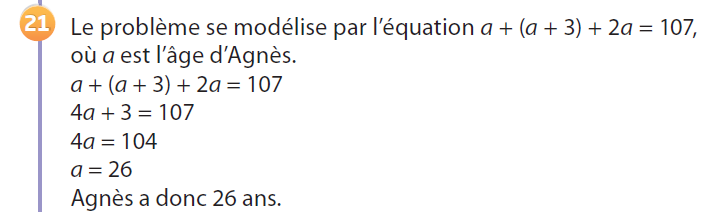 21 Le problème se modélise par l'équation a + (a + 3) + 2a = 107,
où a est l'âge d'Agnès.
a + (a + 3) + 2a = 107
4a + 3 = 107
4a = 104
a = 26
Agnès a donc 26 ans.